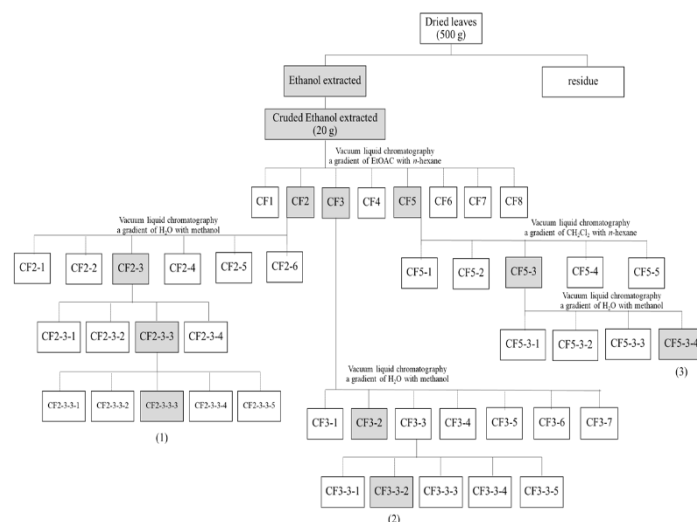 Dried leaves
(500 g)
Ethanol extracted
residue
Cruded Ethanol extracted
(20 g)
Vacuum liquid chromatography
a gradient of EtOAC with n-hexane
CF1
CF2
CF3
CF4
CF5
CF6
CF7
CF8
Vacuum liquid chromatography
a gradient of H₂O with methanol
Vacuum liquid chromatography
a gradient of CH₂Cl₂ with n-hexane
CF2-1
CF2-2
CF2-3
CF2-4
CF2-5
CF2-6
CF5-1
CF5-2
CF5-3
CF5-4
CF5-5
Vacuum liquid chromatography
a gradient of H₂O with methanol
CF2-3-1
CF2-3-2
CF2-3-3
CF2-3-4
CF5-3-1
CF5-3-2
CF5-3-3
CF5-3-4
(3)
Vacuum liquid chromatography
a gradient of H₂O with methanol
CF2-3-3-1
CF2-3-3-2
CF2-3-3-3
CF2-3-3-4
CF2-3-3-5
(1)
CF3-1
CF3-2
CF3-3
CF3-4
CF3-5
CF3-6
CF3-7
CF3-3-1
CF3-3-2
CF3-3-3
CF3-3-4
CF3-3-5
(2)